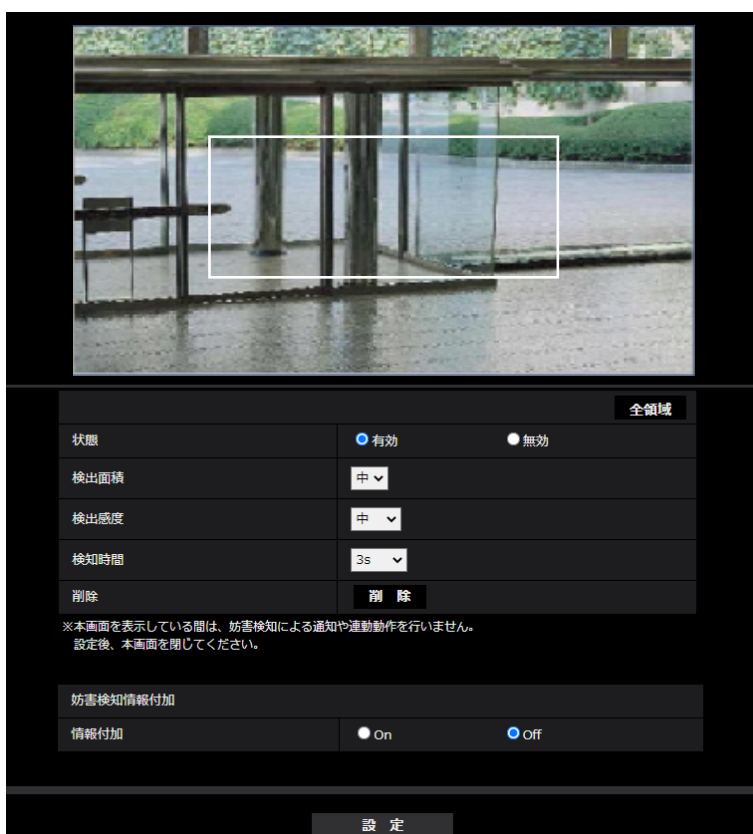 全領域
状態 有効 無効
検出面積 中
検出感度 中
検知時間 3s
削除 削 除
※本画面を表示している間は、妨害検知による通知や連動動作を行いません。
設定後、本画面を閉じてください。
妨害検知情報付加
情報付加 On Off
設 定